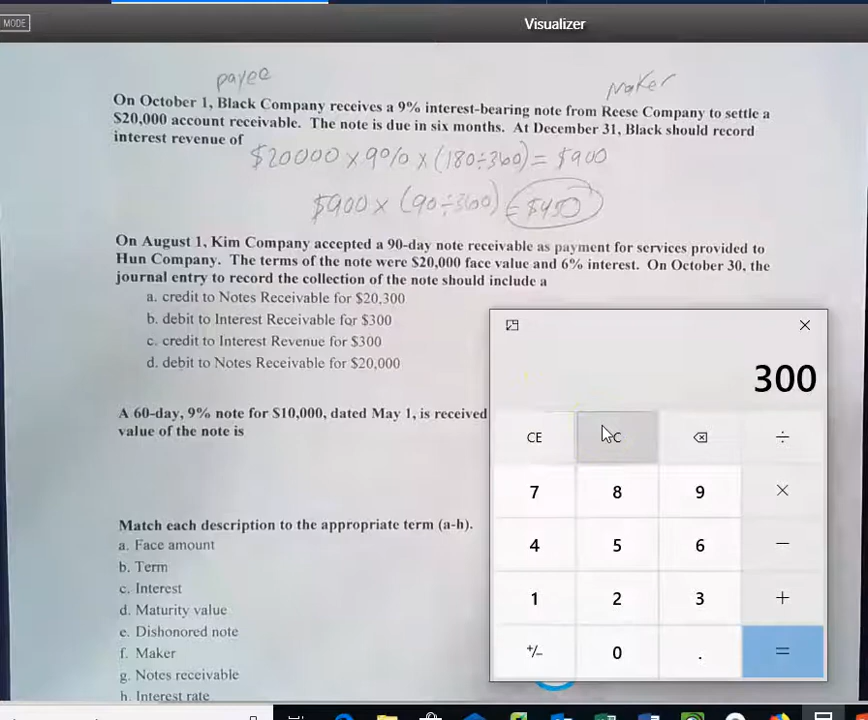 MODE
Visualizer
payee
Maker
On October 1, Black Company receives a 9% interest-bearing note from Reese Company to settle a
$20,000 account receivable. The note is due in six months. At December 31, Black should record
interest revenue of
$20000 × 9% × (180÷360) = $900
$900 × (90÷360) = $450
On August 1, Kim Company accepted a 90-day note receivable as payment for services provided to
Hun Company. The terms of the note were $20,000 face value and 6% interest. On October 30, the
journal entry to record the collection of the note should include a
a. credit to Notes Receivable for $20,300
b. debit to Interest Receivable for $300
c. credit to Interest Revenue for $300
d. debit to Notes Receivable for $20,000
300
A 60-day, 9% note for $10,000, dated May 1, is received
value of the note is
CE C ÷
7 8 9 ×
4 5 6 −
1 2 3 +
+/− 0 . =
Match each description to the appropriate term (a-h).
a. Face amount
b. Term
c. Interest
d. Maturity value
e. Dishonored note
f. Maker
g. Notes receivable
h. Interest rate